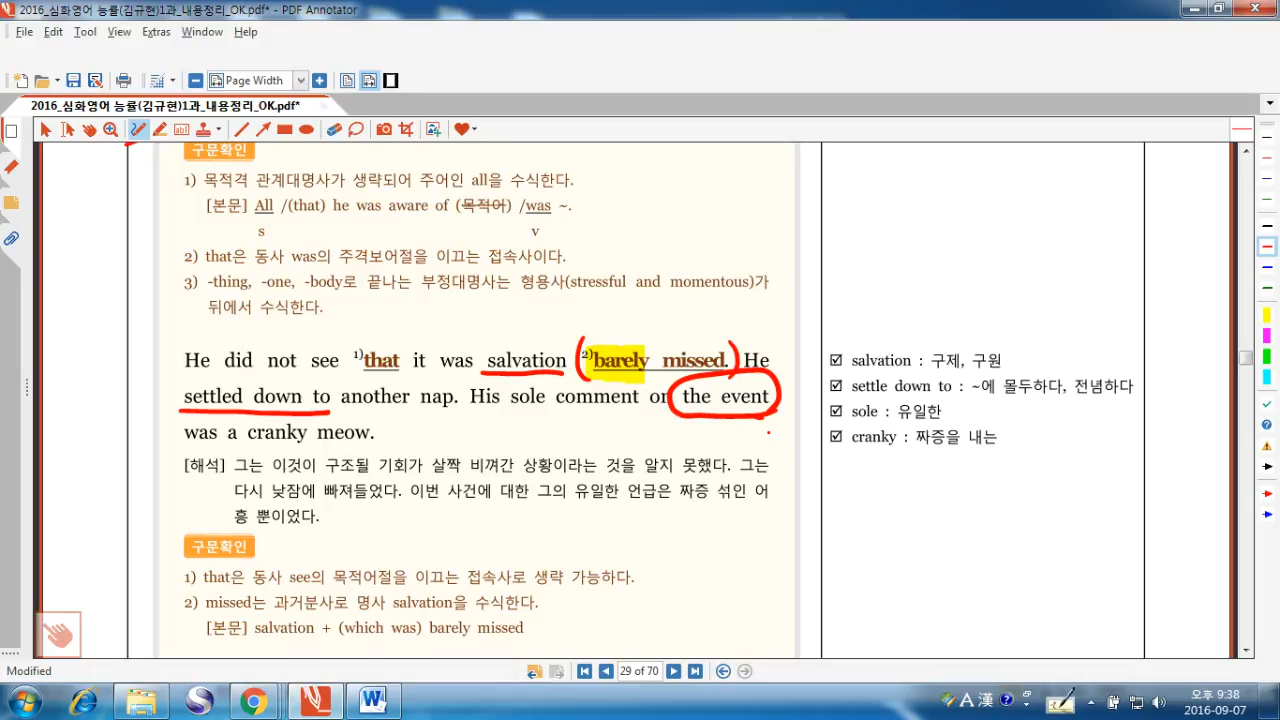 2016_심화영어 능률(김규현)1과_내용정리_OK.pdf* - PDF Annotator
File Edit Tool View Extras Window Help
Page Width
2016_심화영어 능률(김규현)1과_내용정리_OK.pdf*
구문확인
1) 목적격 관계대명사가 생략되어 주어인 all을 수식한다.
[본문] All /(that) he was aware of (목적어) /was ~.
s v
2) that은 동사 was의 주격보어절을 이끄는 접속사이다.
3) -thing, -one, -body로 끝나는 부정대명사는 형용사(stressful and momentous)가
뒤에서 수식한다.
He did not see 1)that it was salvation 2)barely missed. He
settled down to another nap. His sole comment on the event
was a cranky meow.
[해석] 그는 이것이 구조될 기회가 살짝 비껴간 상황이라는 것을 알지 못했다. 그는
다시 낮잠에 빠져들었다. 이번 사건에 대한 그의 유일한 언급은 짜증 섞인 어
흥 뿐이었다.
구문확인
1) that은 동사 see의 목적어절을 이끄는 접속사로 생략 가능하다.
2) missed는 과거분사로 명사 salvation을 수식한다.
[본문] salvation + (which was) barely missed
salvation : 구제, 구원
settle down to : ~에 몰두하다, 전념하다
sole : 유일한
cranky : 짜증을 내는
Modified
29 of 70
A 漢
오후 9:38
2016-09-07